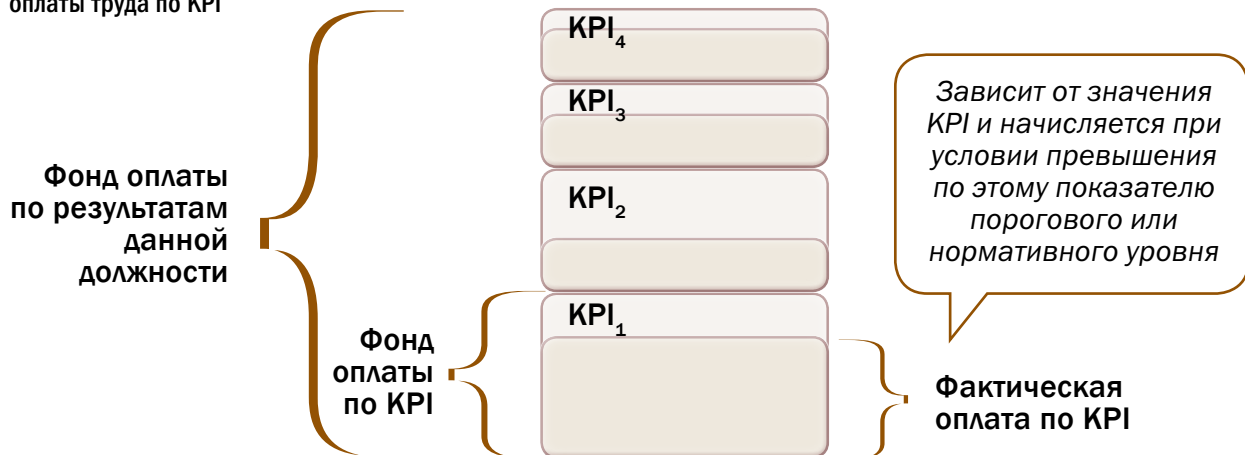 оплаты труда по KPI
KPI4
KPI3
Зависит от значения
KPI и начисляется при
условии превышения
по этому показателю
порогового или
нормативного уровня
Фонд оплаты
по результатам
данной
должности
KPI2
KPI1
Фонд
оплаты
по KPI
Фактическая
оплата по KPI